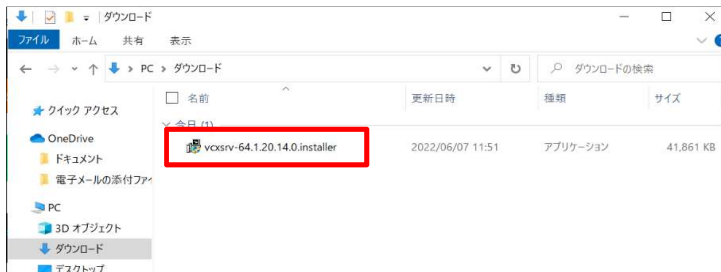 ダウンロード
ファイル ホーム 共有 表示
PC > ダウンロード ダウンロードの検索
名前 更新日時 種類 サイズ
クイック アクセス
今日 (1)
OneDrive
vcxsrv-64.1.20.14.0.installer 2022/06/07 11:51 アプリケーション 41,861 KB
ドキュメント
電子メールの添付ファイ
PC
3D オブジェクト
ダウンロード
デスクトップ